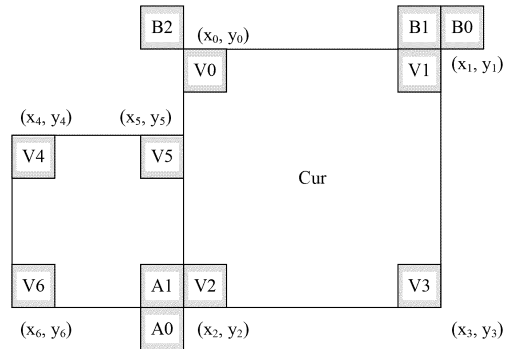 B2 (x₀, y₀) B1 B0
V0 V1 (x₁, y₁)
(x₄, y₄) (x₅, y₅)
V4 V5
Cur
V6 A1 V2 V3
(x₆, y₆) A0 (x₂, y₂) (x₃, y₃)